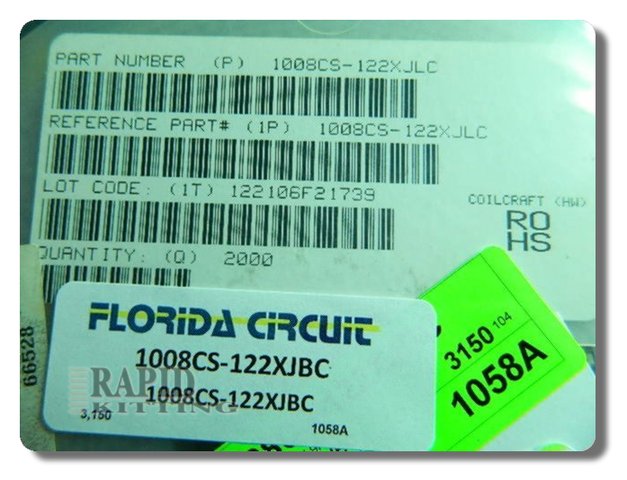 PART NUMBER (P) 1008CS-122XJLC
REFERENCE PART# (1P) 1008CS-122XJLC
LOT CODE: (1T) 122106F21739
COILCRAFT (HW)
RO
HS
QUANTITY: (Q) 2000
66528
FLORIDA CIRCUIT
1008CS-122XJBC
1008CS-122XJBC
3,150
1058A
RAPID
KITTING
3150 104
1058A